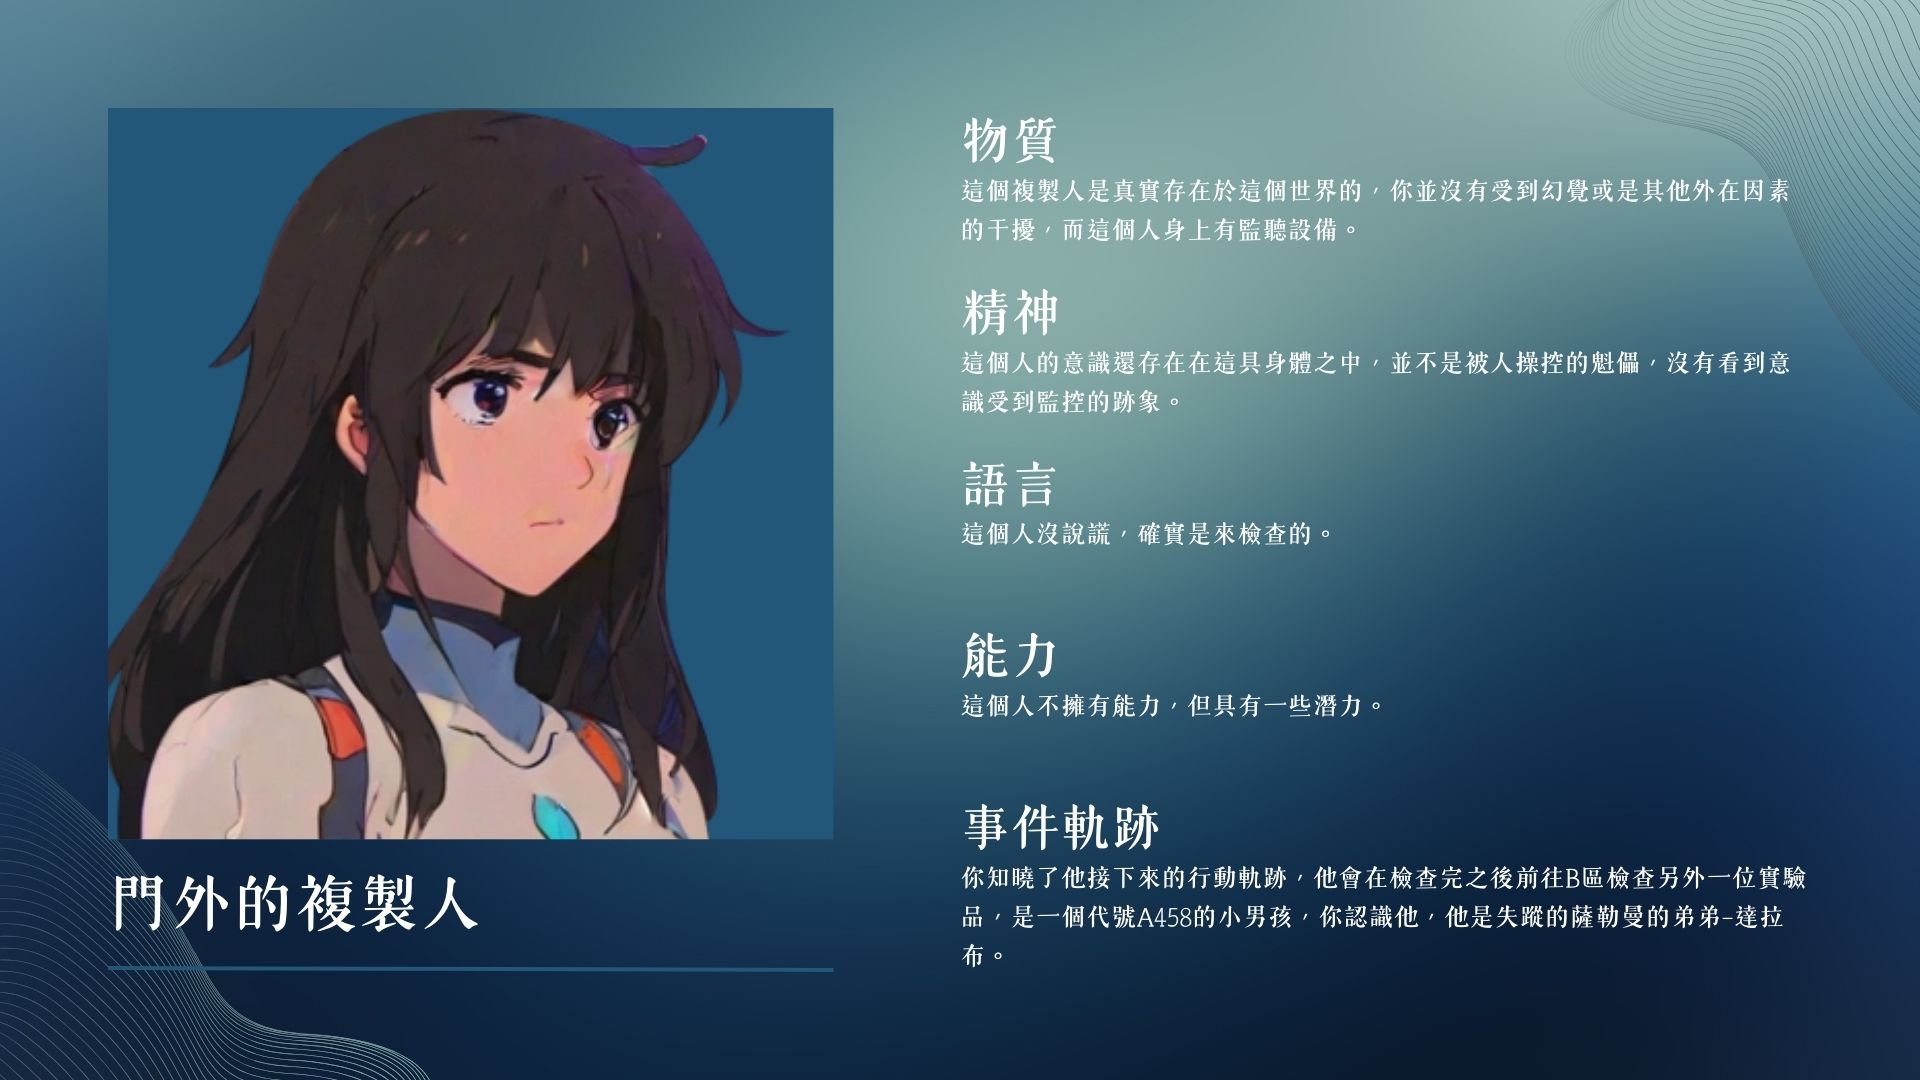 物質
這個複製人是真實存在於這個世界的，你並沒有受到幻覺或是其他外在因素
的干擾，而這個人身上有監聽設備。
精神
這個人的意識還存在在這具身體之中，並不是被人操控的魁儡，沒有看到意
識受到監控的跡象。
語言
這個人沒說謊，確實是來檢查的。
能力
這個人不擁有能力，但具有一些潛力。
事件軌跡
你知曉了他接下來的行動軌跡，他會在檢查完之後前往B區檢查另外一位實驗
品，是一個代號A458的小男孩，你認識他，他是失蹤的薩勒曼的弟弟-達拉
布。
門外的複製人